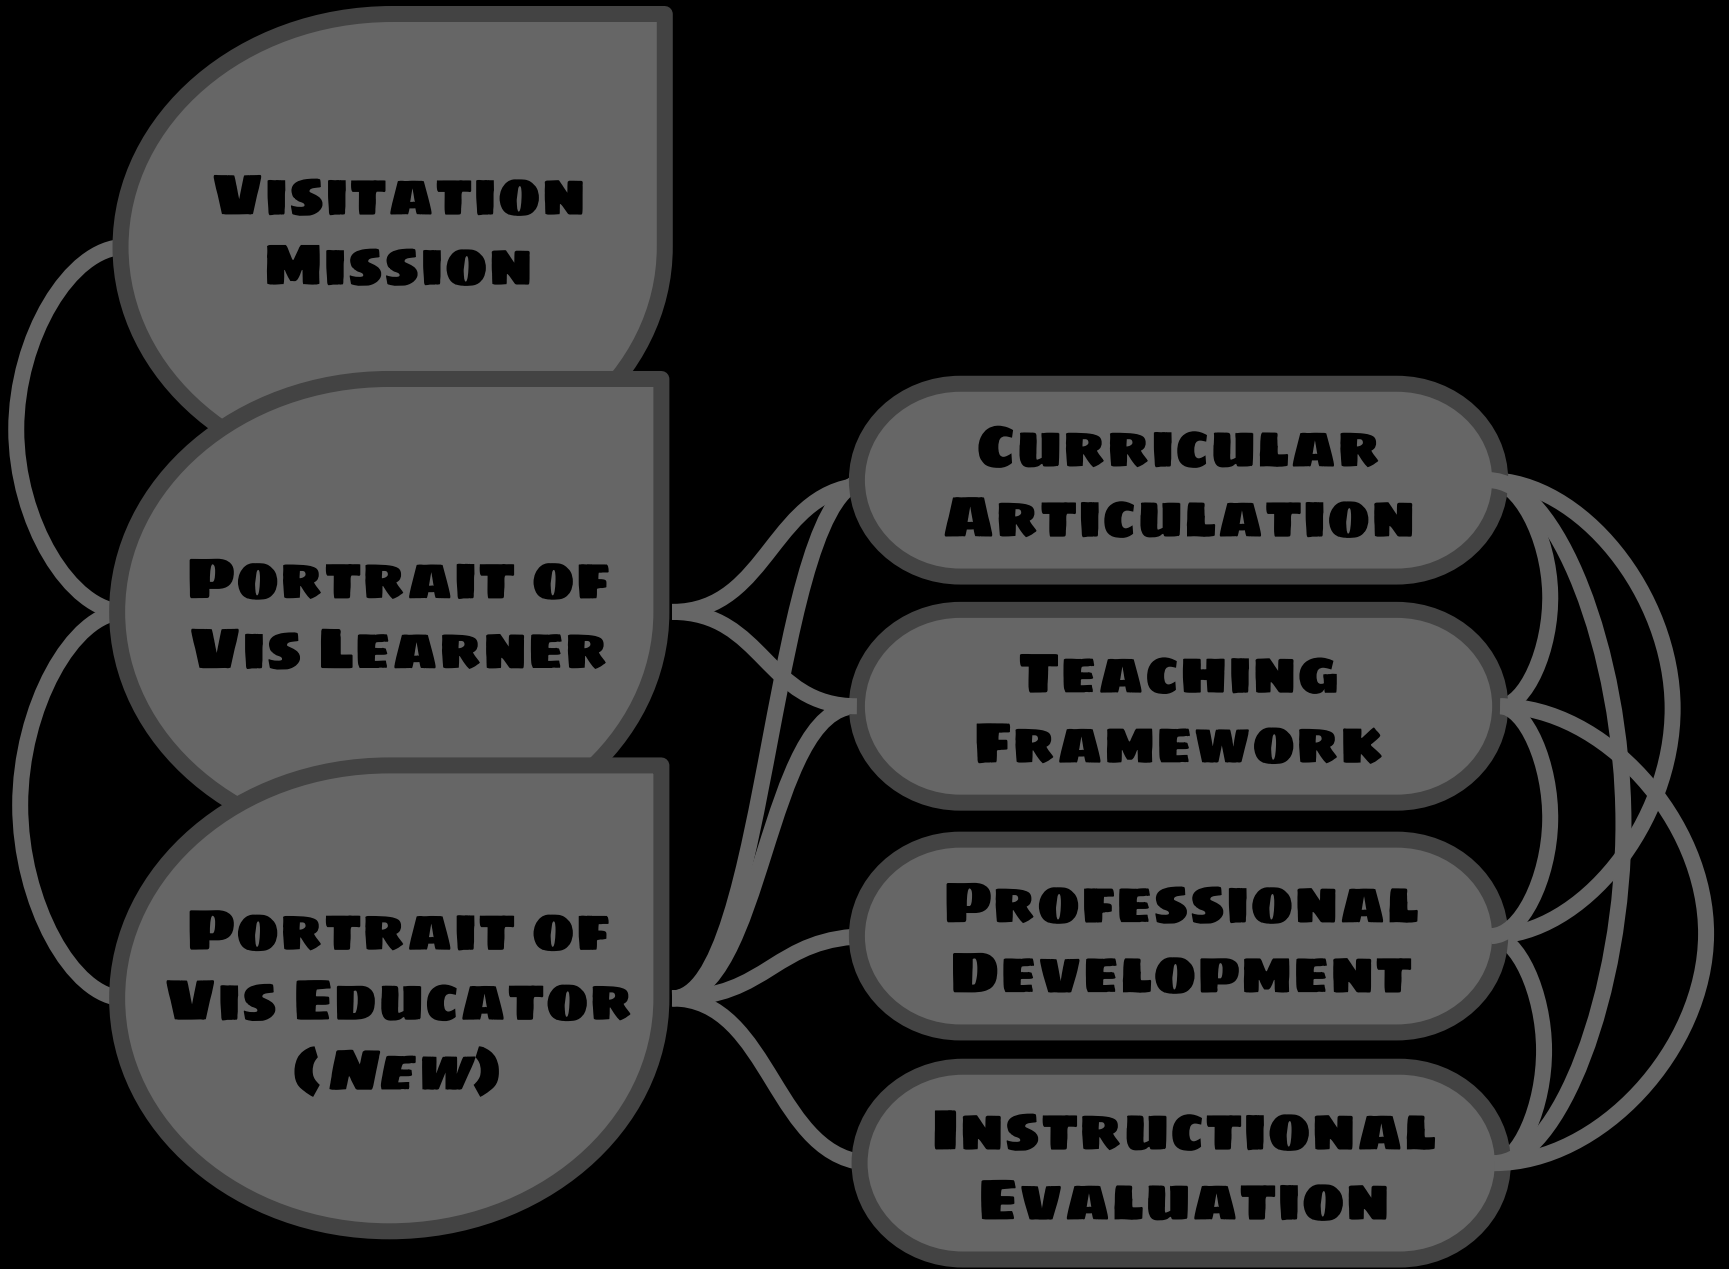 Visitation
Mission
Portrait of
Vis Learner
Portrait of
Vis Educator
(New)
Curricular
Articulation
Teaching
Framework
Professional
Development
Instructional
Evaluation